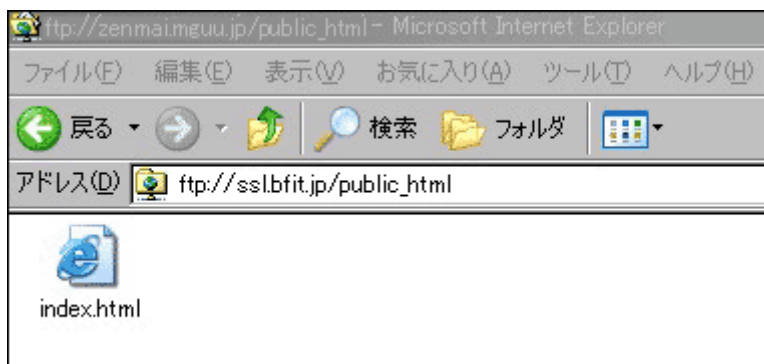 ftp://zenmai.mguu.jp/public_html - Microsoft Internet Explorer
ファイル(F) 編集(E) 表示(V) お気に入り(A) ツール(T) ヘルプ(H)
戻る 検索 フォルダ
アドレス(D) ftp://ssl.bfit.jp/public_html
index.html